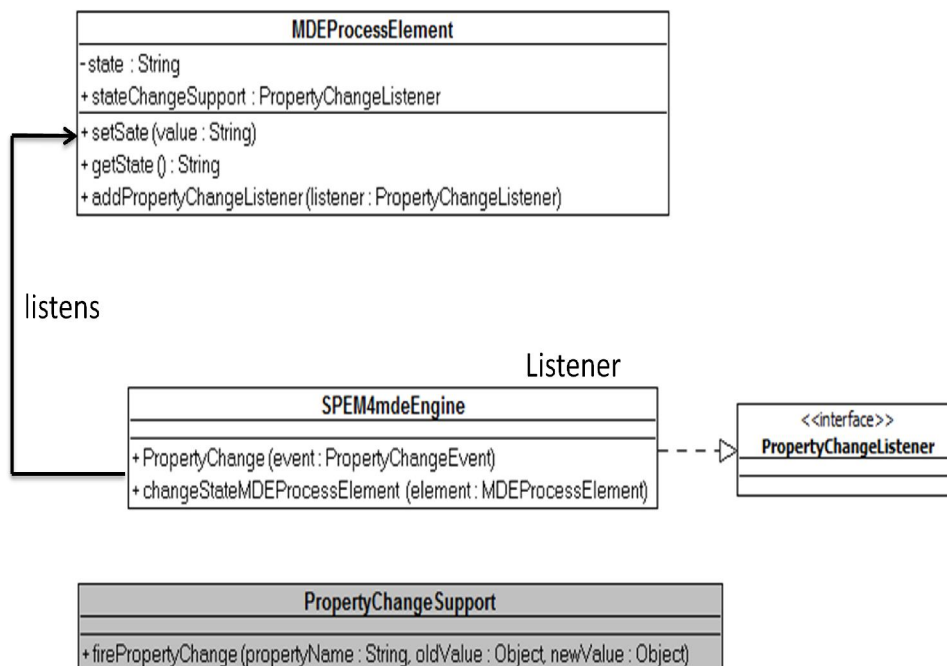 MDEProcessElement
- state : String
+ stateChangeSupport : PropertyChangeListener
+ setSate (value : String)
+ getState () : String
+ addPropertyChangeListener (listener : PropertyChangeListener)
listens
Listener
SPEM4mdeEngine
+ PropertyChange (event : PropertyChangeEvent)
+ changeStateMDEProcessElement (element : MDEProcessElement)
<<interface>>
PropertyChangeListener
PropertyChangeSupport
+ firePropertyChange (propertyName : String, oldValue : Object, newValue : Object)